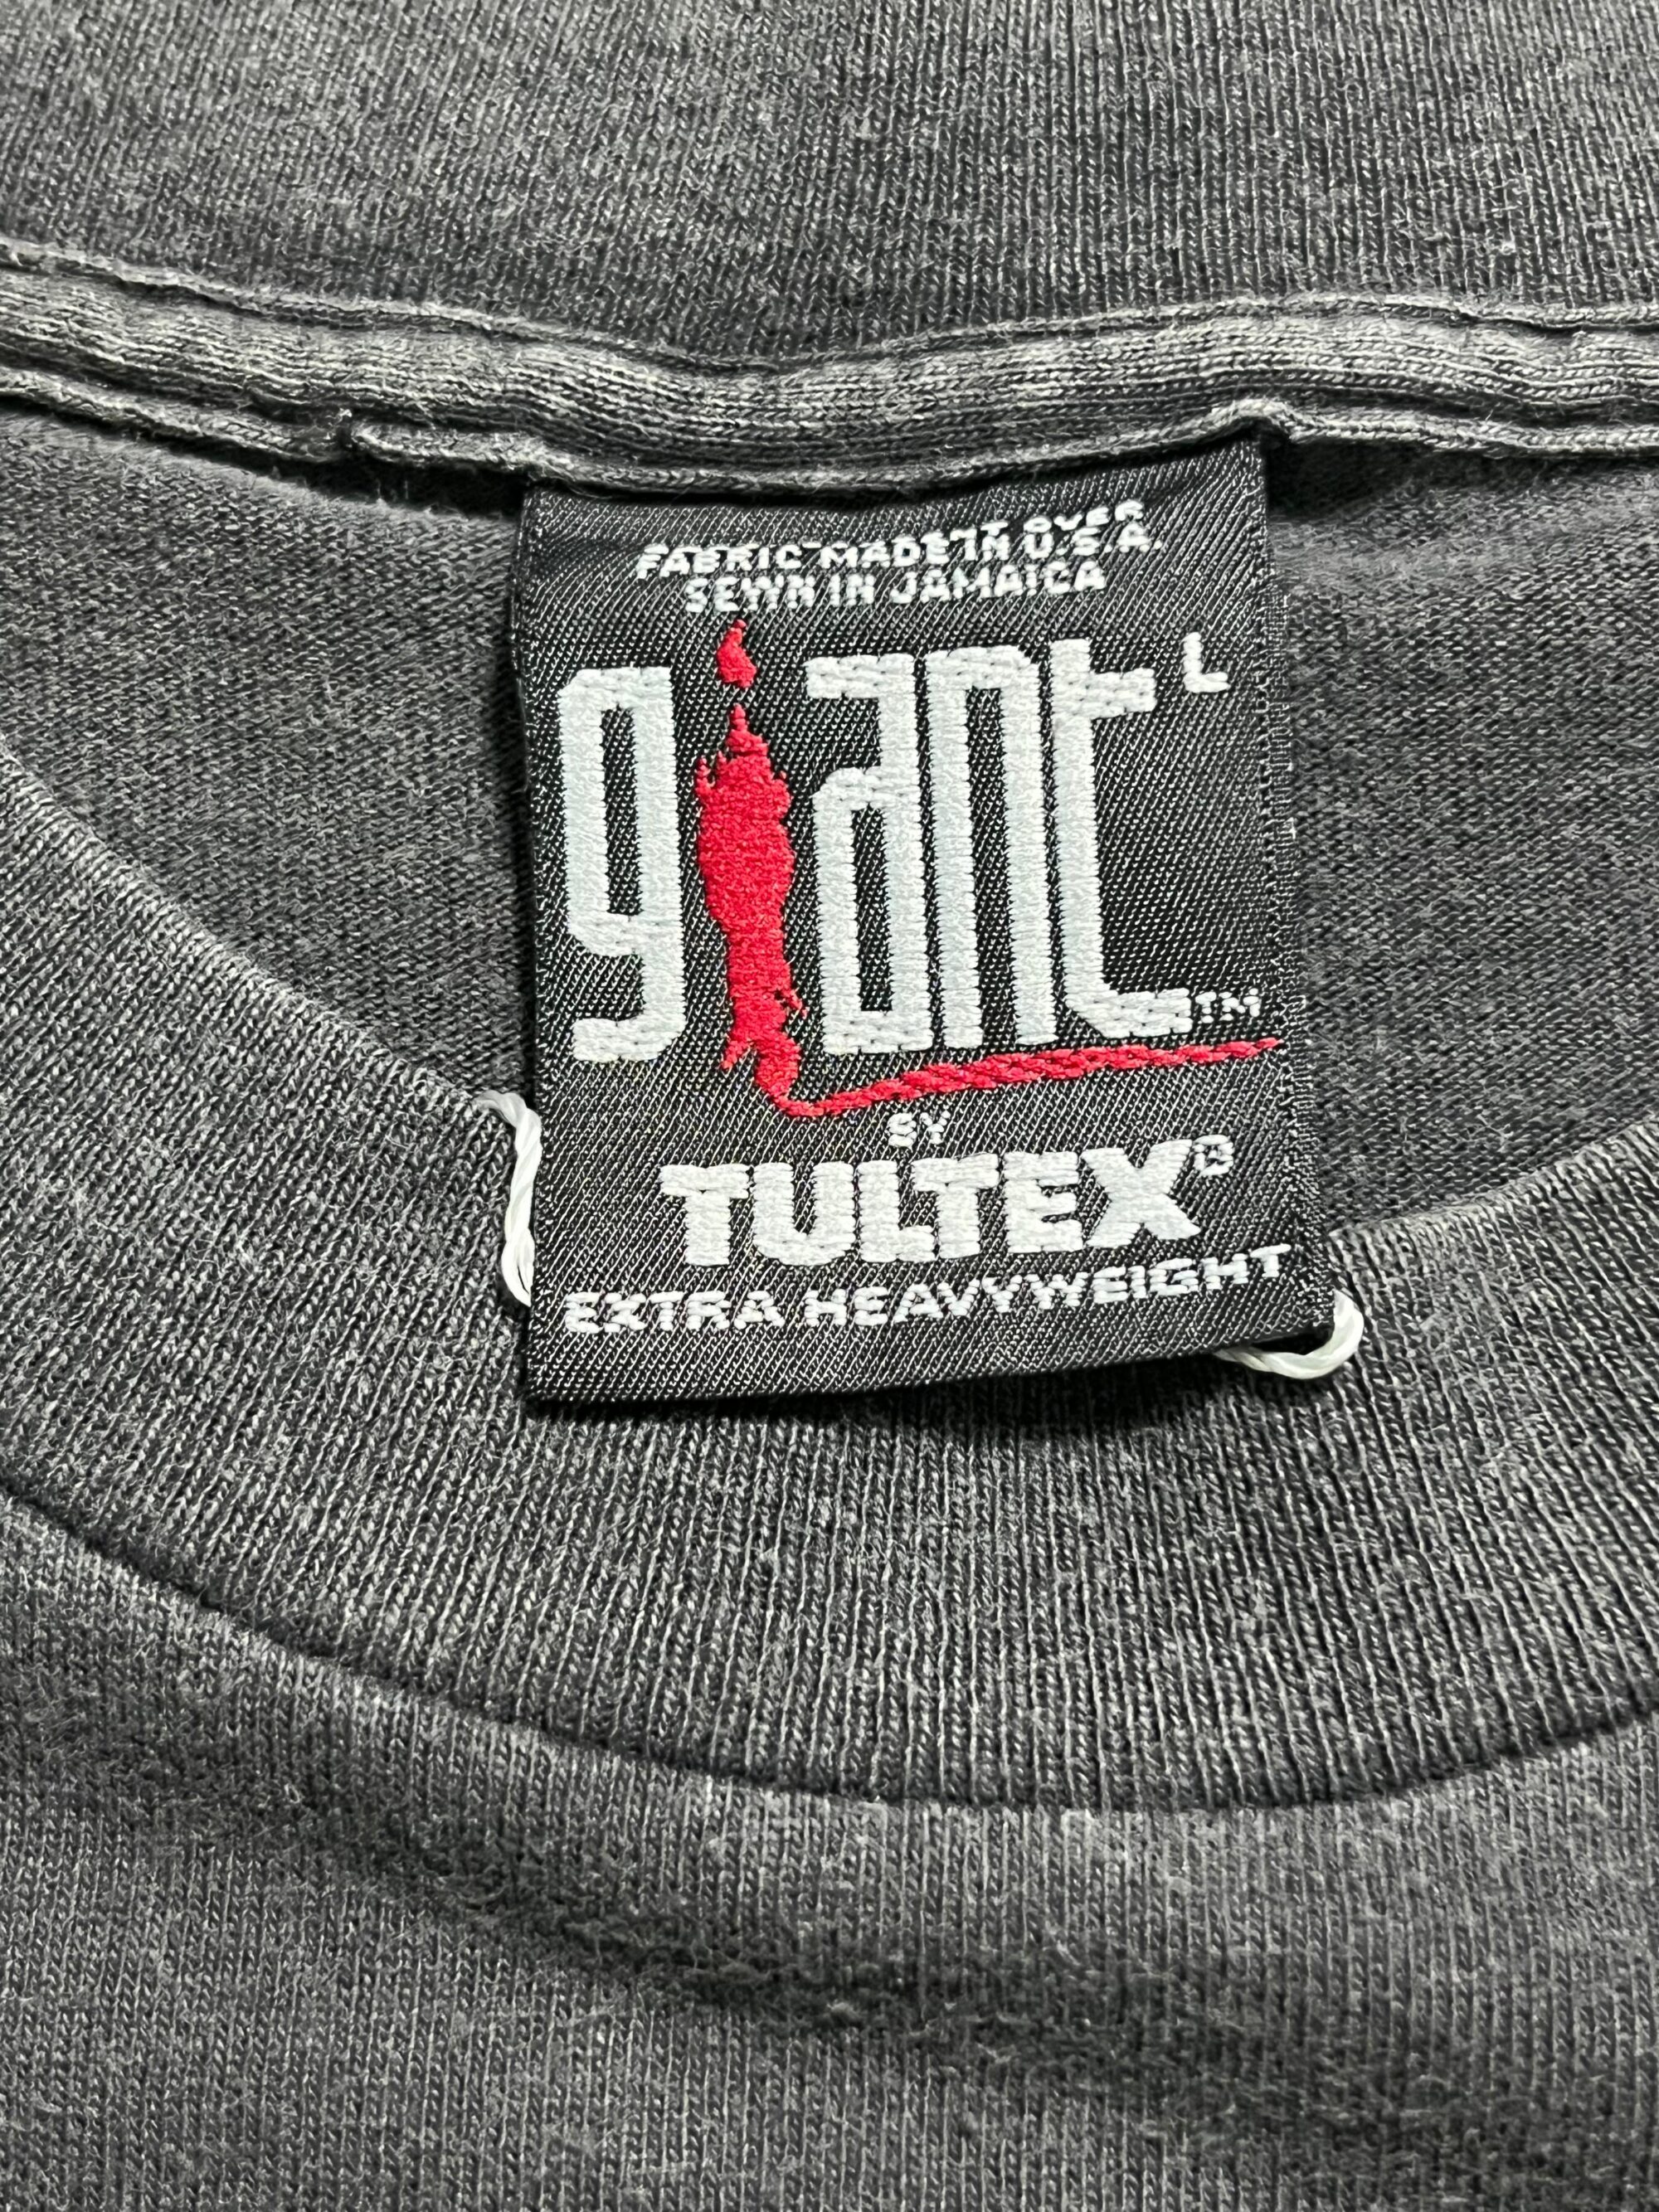 FABRIC MADE IN U.S.A.
SEWN IN JAMAICA
giant L
TM
BY
TULTEX®
EXTRA HEAVYWEIGHT